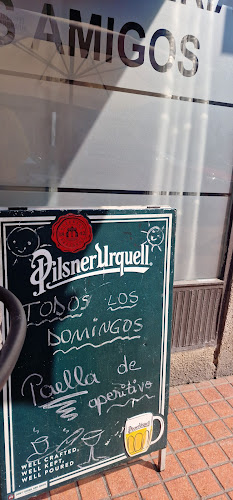 S AMIGOS
Pilsner Urquell
TODOS LOS
DOMINGOS
Paella de
aperitivo
WELL CRAFTED,
WELL KEPT,
WELL POURED